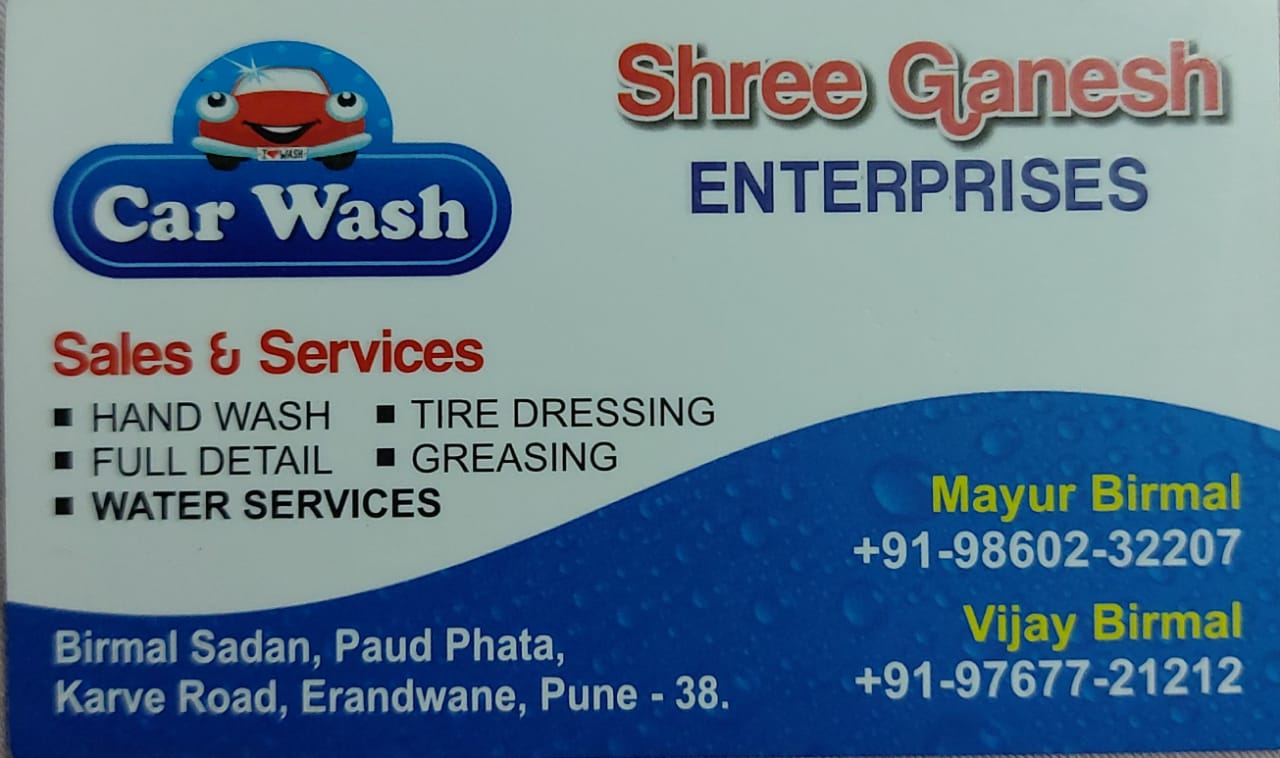 I ❤ WASH
Car Wash
Shree Ganesh
ENTERPRISES
Sales & Services
▪ HAND WASH ▪ TIRE DRESSING
▪ FULL DETAIL ▪ GREASING
▪ WATER SERVICES
Mayur Birmal
+91-98602-32207
Vijay Birmal
+91-97677-21212
Birmal Sadan, Paud Phata,
Karve Road, Erandwane, Pune - 38.